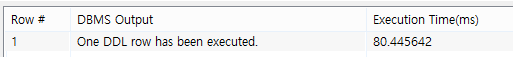 Row # DBMS Output Execution Time(ms)
1 One DDL row has been executed. 80.445642